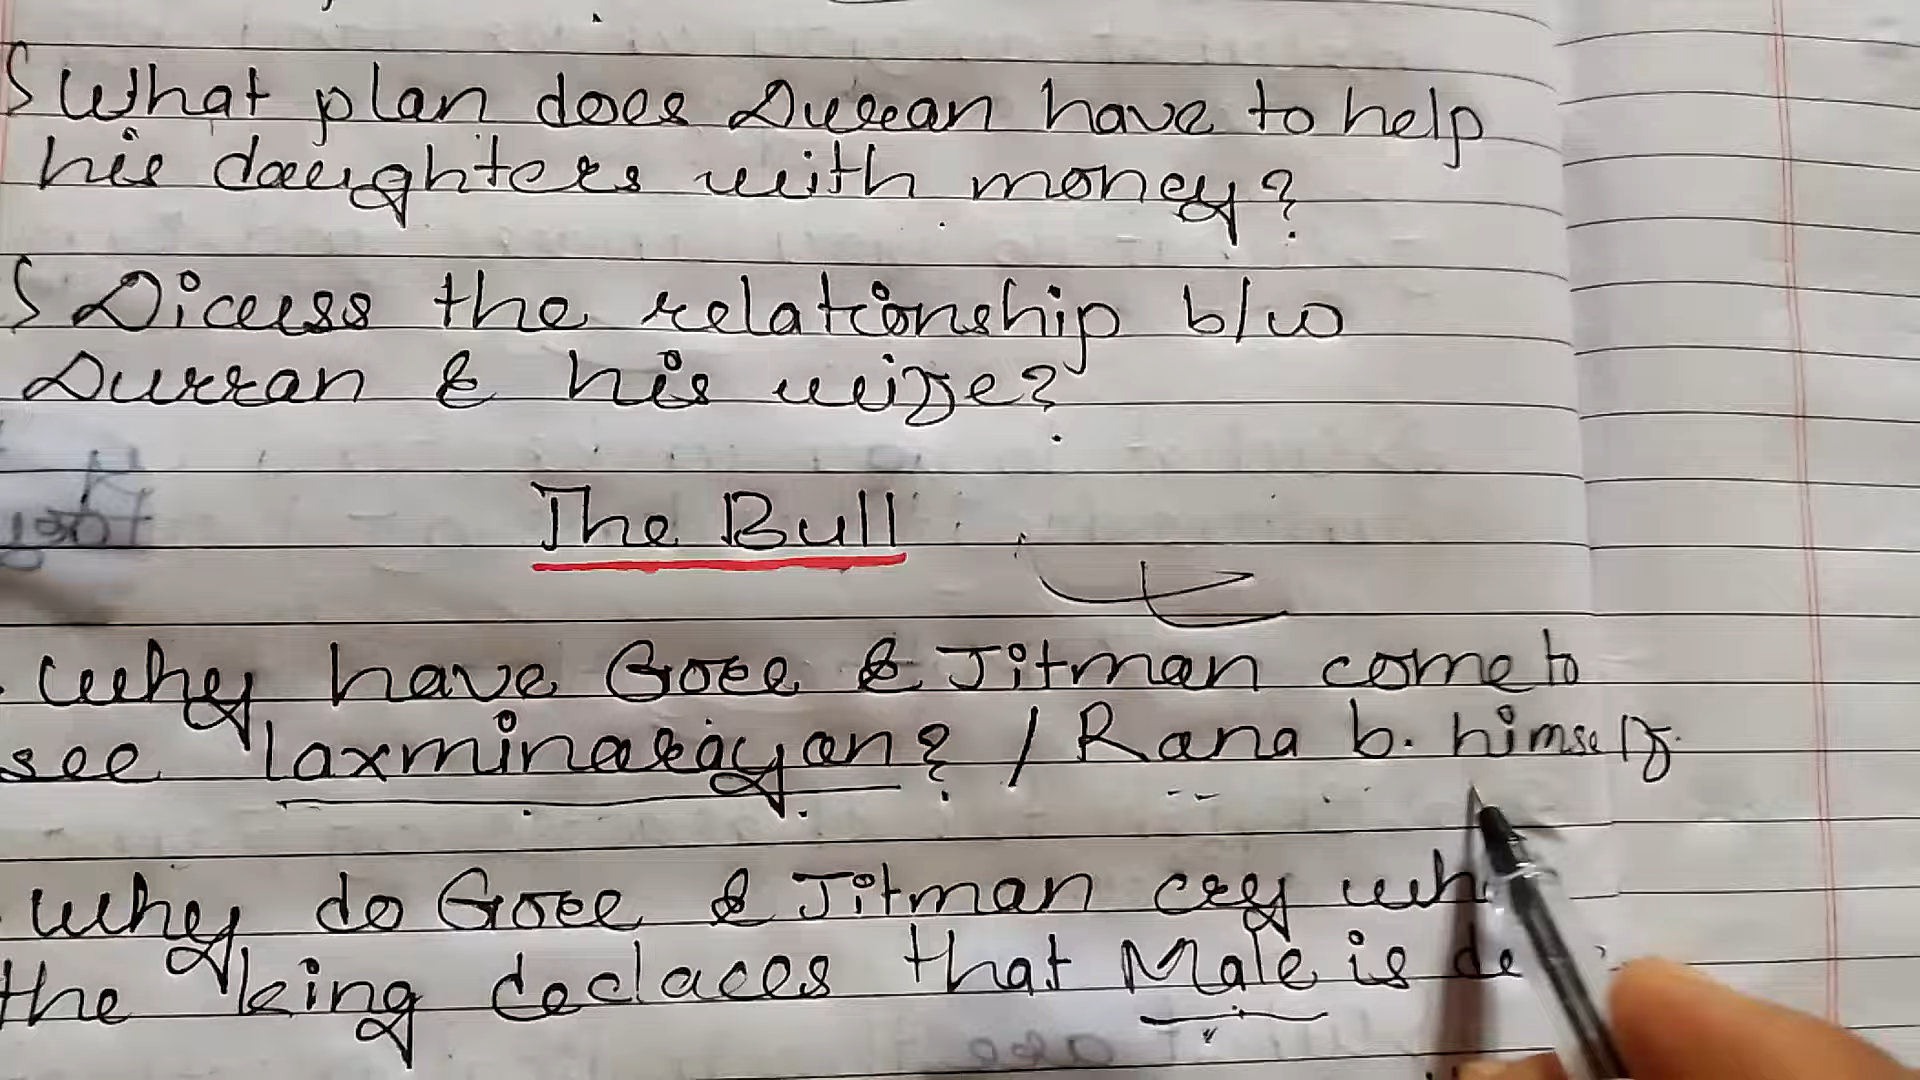 What plan does Durran have to help
his daughters with money?
Dicuss the relationship b/w
Durran & his wife?
The Bull
Why have Gore & Jitman come to
see laxminarayan? / Rana b. himself.
Why do Gore & Jitman cry
the king declares that Male is